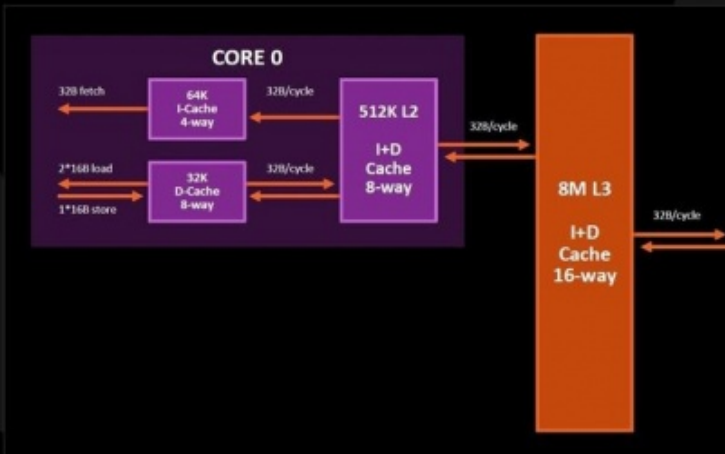 CORE 0
32B fetch
64K
I-Cache
4-way
32B/cycle
512K L2
I+D
Cache
8-way
2*16B load
1*16B store
32K
D-Cache
8-way
32B/cycle
32B/cycle
8M L3
I+D
Cache
16-way
32B/cycle